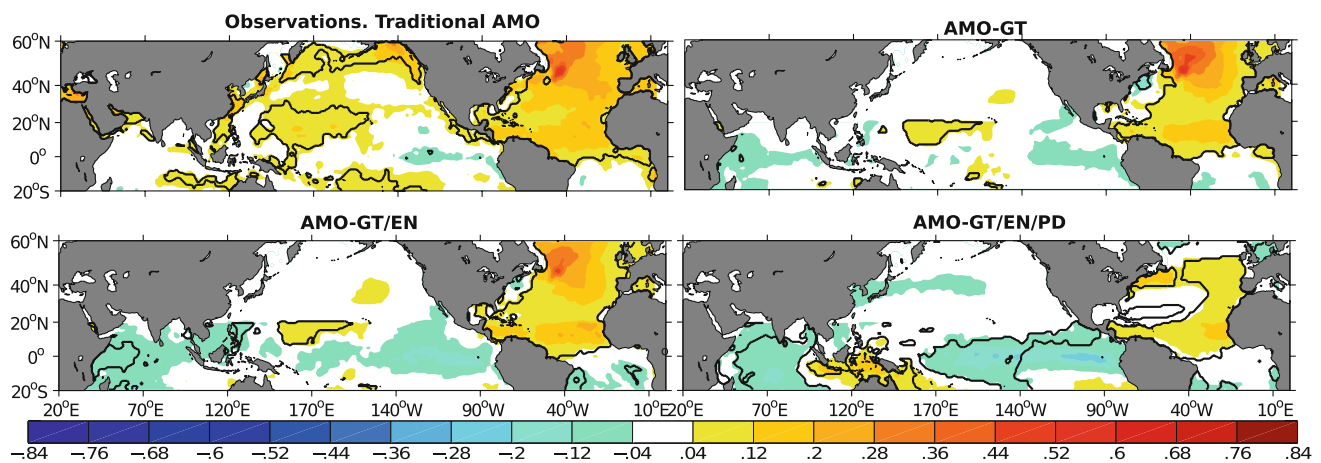 Observations. Traditional AMO
AMO-GT
60°N
40°N
20°N
0°
20°S
AMO-GT/EN
AMO-GT/EN/PD
60°N
40°N
20°N
0°
20°S
20°E 70°E 120°E 170°E 140°W 90°W 40°W 10°E 20°E 70°E 120°E 170°E 140°W 90°W 40°W 10°E
−.84 −.76 −.68 −.6 −.52 −.44 −.36 −.28 −.2 −.12 −.04 .04 .12 .2 .28 .36 .44 .52 .6 .68 .76 .84